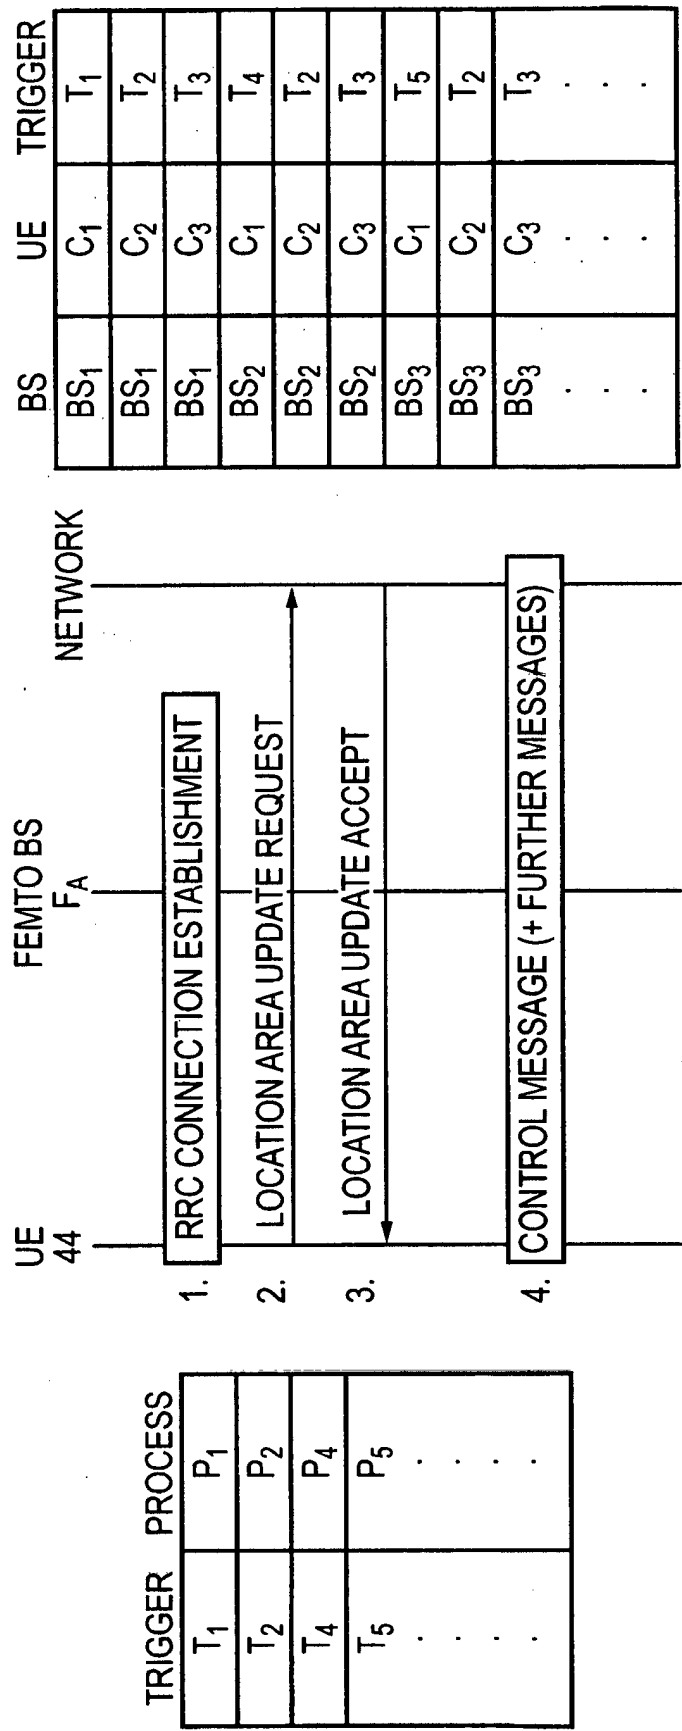 TRIGGER PROCESS
T1 P1
T2 P2
T4 P4
T5 P5
. .
. .
. .
. .
UE
44
FEMTO BS
FA
NETWORK
1. RRC CONNECTION ESTABLISHMENT
2. LOCATION AREA UPDATE REQUEST
3. LOCATION AREA UPDATE ACCEPT
4. CONTROL MESSAGE (+ FURTHER MESSAGES)
BS UE TRIGGER
BS1 C1 T1
BS1 C2 T2
BS1 C3 T3
BS2 C1 T4
BS2 C2 T2
BS2 C3 T3
BS3 C1 T5
BS3 C2 T2
BS3 C3 T3
. . .
. . .
. . .